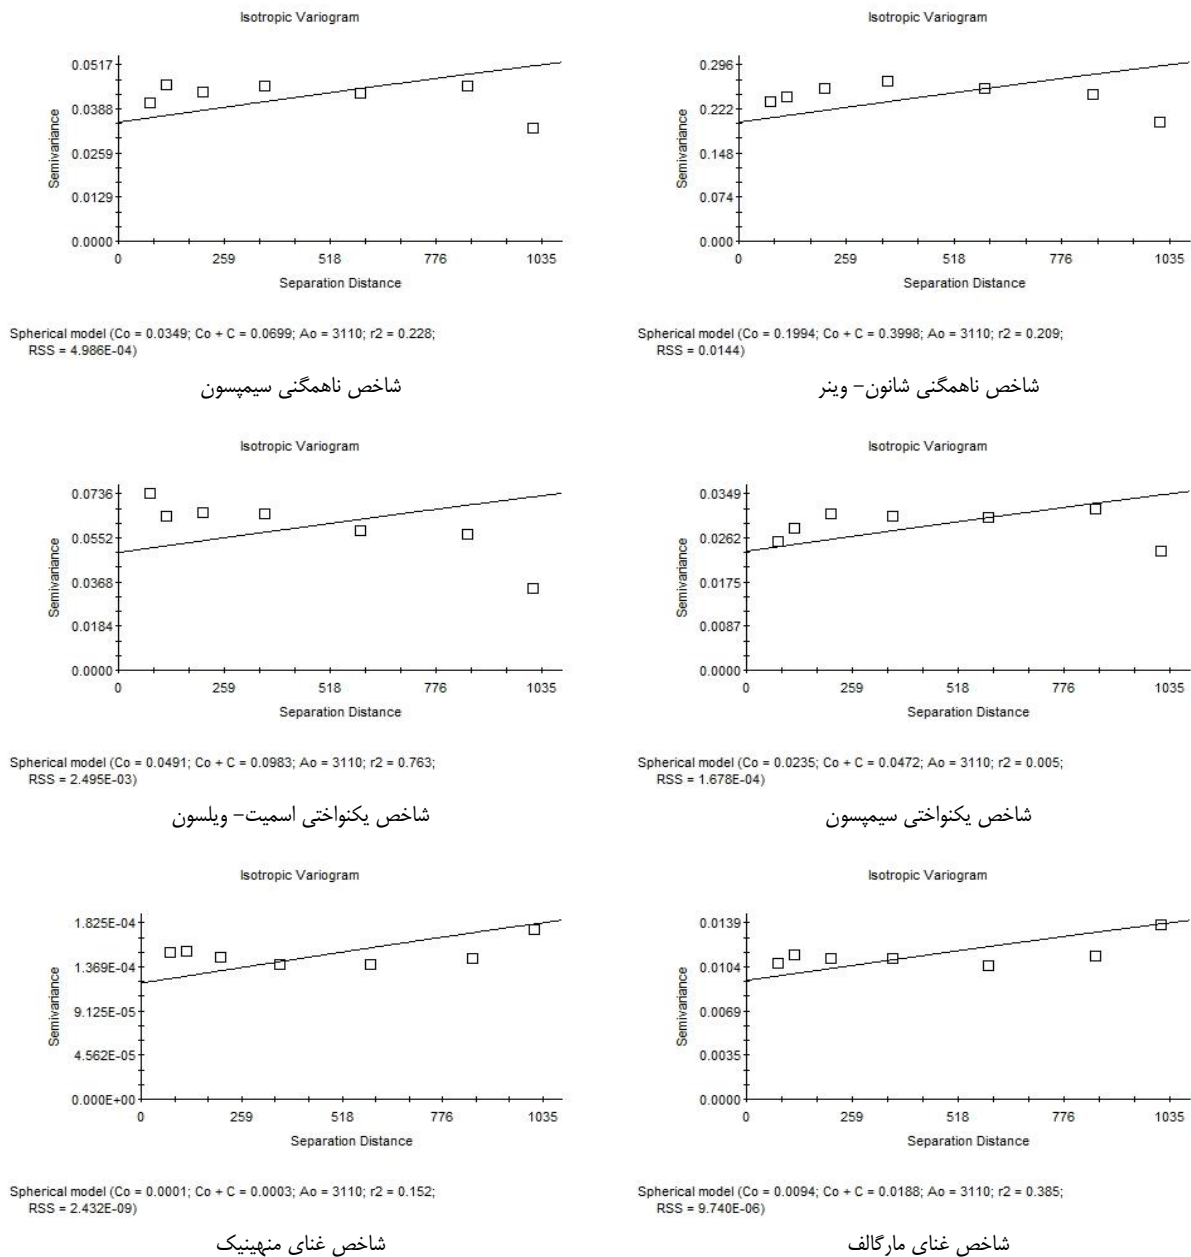 Isotropic Variogram
0.0517
0.0388
0.0259
0.0129
0.0000
Semivariance
0 259 518 776 1035
Separation Distance
Spherical model (Co = 0.0349; Co + C = 0.0699; Ao = 3110; r2 = 0.228;
RSS = 4.986E-04)
شاخص ناهمگنی سیمپسون
Isotropic Variogram
0.296
0.222
0.148
0.074
0.000
Semivariance
0 259 518 776 1035
Separation Distance
Spherical model (Co = 0.1994; Co + C = 0.3998; Ao = 3110; r2 = 0.209;
RSS = 0.0144)
شاخص ناهمگنی شانون- وینر
Isotropic Variogram
0.0736
0.0552
0.0368
0.0184
0.0000
Semivariance
0 259 518 776 1035
Separation Distance
Spherical model (Co = 0.0491; Co + C = 0.0983; Ao = 3110; r2 = 0.763;
RSS = 2.495E-03)
شاخص یکنواختی اسمیت- ویلسون
Isotropic Variogram
0.0349
0.0262
0.0175
0.0087
0.0000
Semivariance
0 259 518 776 1035
Separation Distance
Spherical model (Co = 0.0235; Co + C = 0.0472; Ao = 3110; r2 = 0.005;
RSS = 1.678E-04)
شاخص یکنواختی سیمپسون
Isotropic Variogram
1.825E-04
1.369E-04
9.125E-05
4.562E-05
0.000E+00
Semivariance
0 259 518 776 1035
Separation Distance
Spherical model (Co = 0.0001; Co + C = 0.0003; Ao = 3110; r2 = 0.152;
RSS = 2.432E-09)
شاخص غنای منهینیک
Isotropic Variogram
0.0139
0.0104
0.0069
0.0035
0.0000
Semivariance
0 259 518 776 1035
Separation Distance
Spherical model (Co = 0.0094; Co + C = 0.0188; Ao = 3110; r2 = 0.385;
RSS = 9.740E-06)
شاخص غنای مارگالف